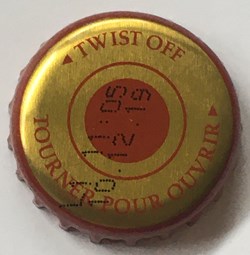 ◄ TWIST OFF
TOURNER POUR OUVRIR ►